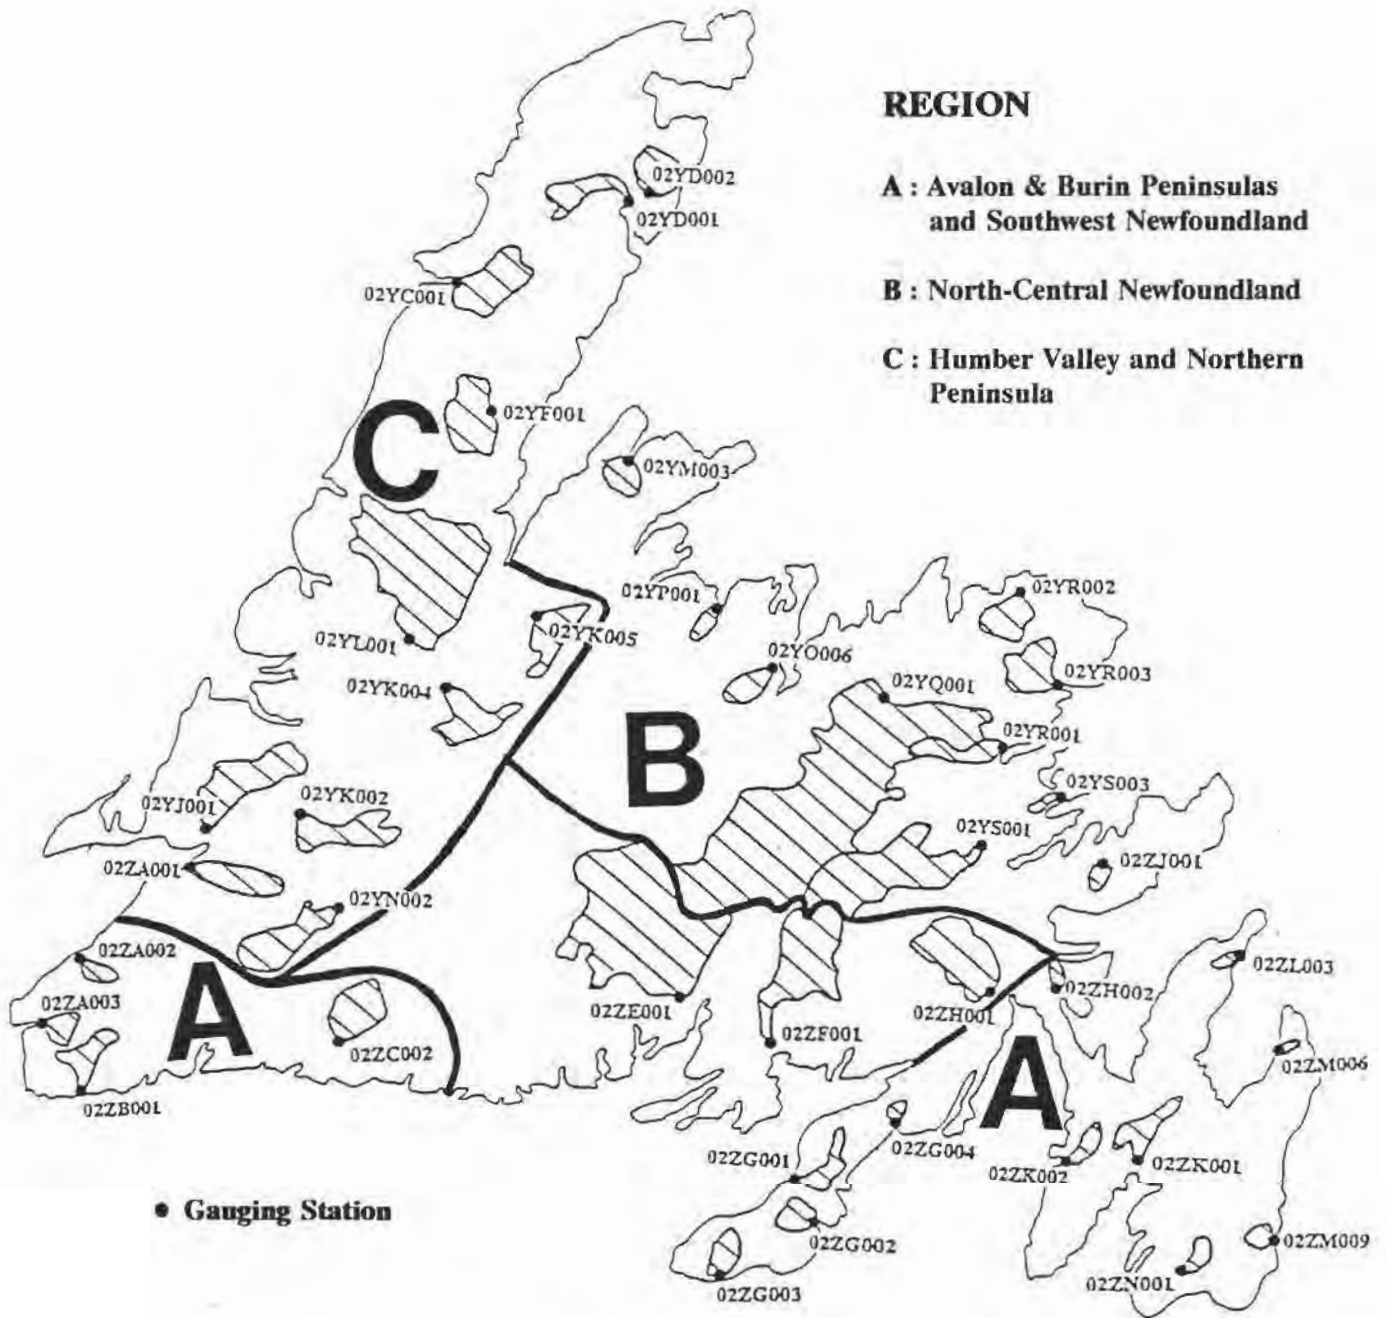 REGION
A : Avalon & Burin Peninsulas
and Southwest Newfoundland
B : North-Central Newfoundland
C : Humber Valley and Northern
Peninsula
02YD002
02YD001
02YC001
02YF001
C
02YM003
02YP001
02YR002
02YL001
02YK005
02YO006
02YR003
02YK004
02YQ001
B
02YR001
02YJ001
02YK002
02YS003
02YS001
02ZA001
02ZJ001
02YN002
02ZA002
A
02ZL003
02ZA003
02ZE001
02ZF001
02ZH001
02ZH002
02ZC002
A
02ZM006
02ZB001
02ZG001
02ZG004
02ZK002
02ZK001
• Gauging Station
02ZG002
02ZM009
02ZG003
02ZN001